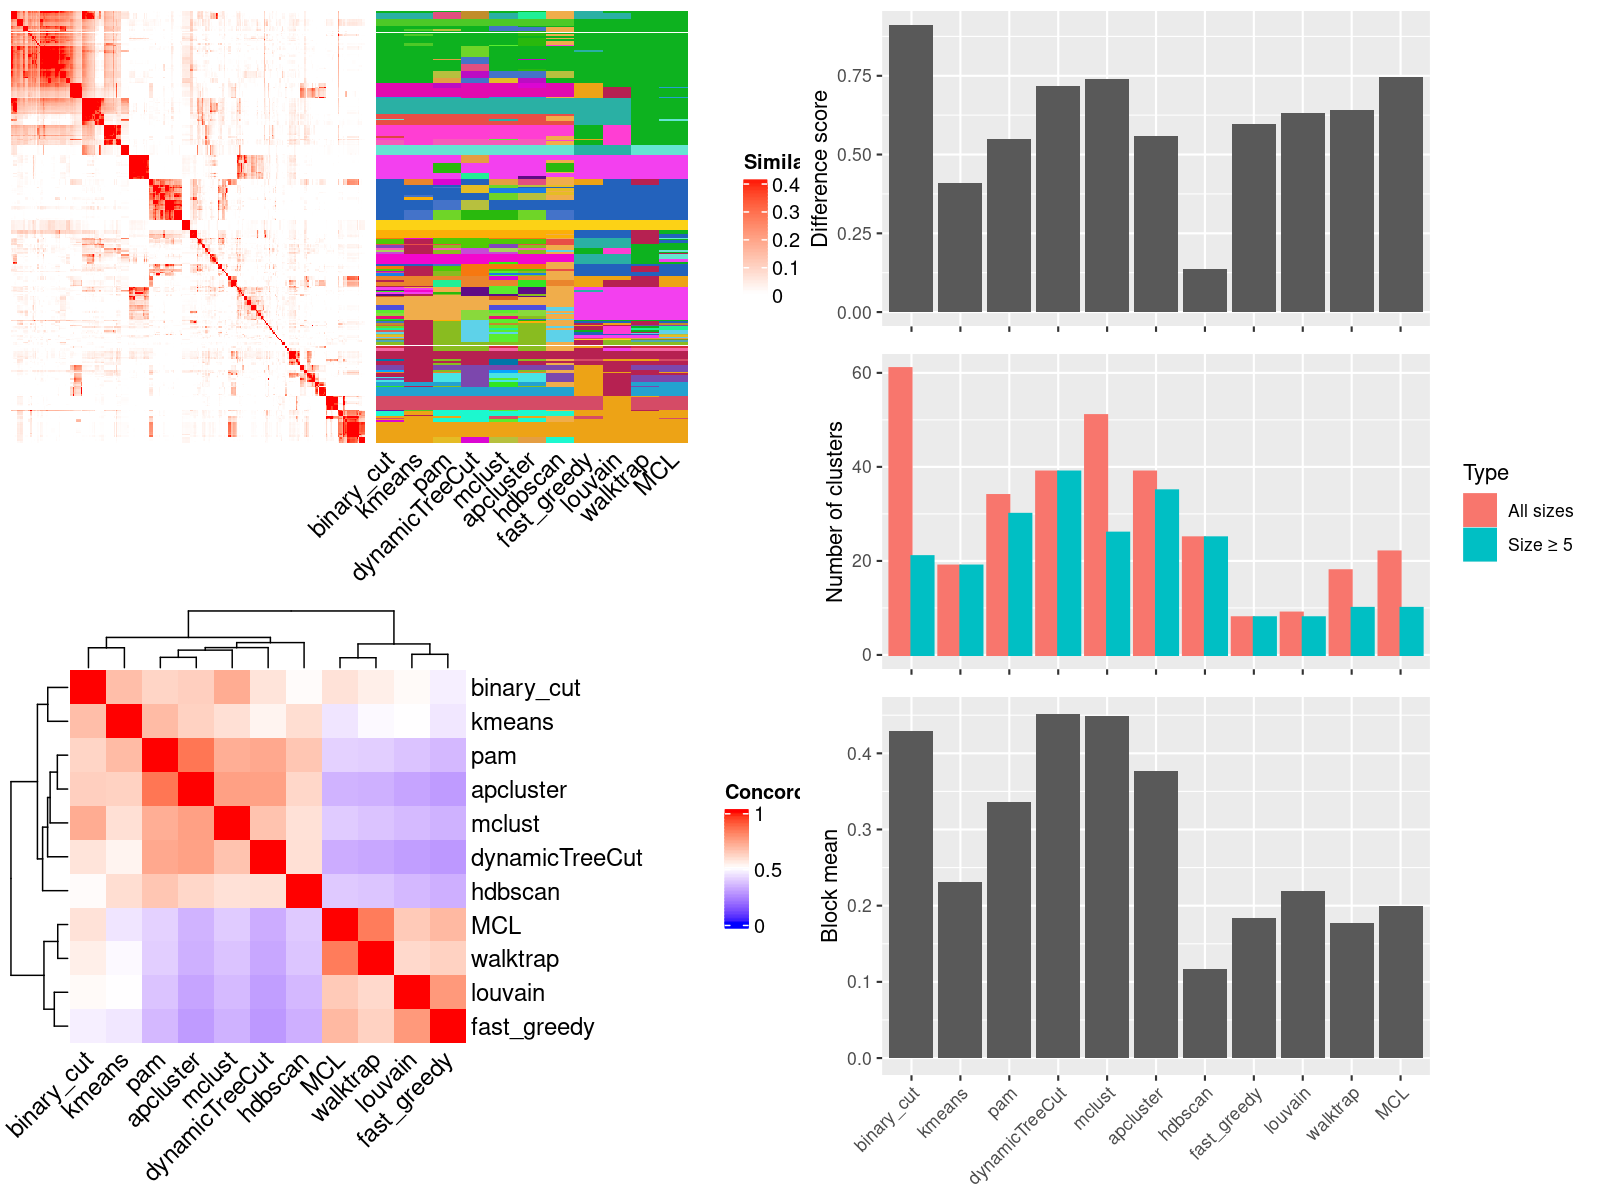 Simila
0.4
0.3
0.2
0.1
0
binary_cut
kmeans
pam
dynamicTreeCut
mclust
apcluster
hdbscan
fast_greedy
louvain
walktrap
MCL
binary_cut
kmeans
pam
apcluster
mclust
dynamicTreeCut
hdbscan
MCL
walktrap
louvain
fast_greedy
binary_cut
kmeans
pam
apcluster
mclust
dynamicTreeCut
hdbscan
MCL
walktrap
louvain
fast_greedy
Concord
1
0.5
0
Difference score
0.75
0.50
0.25
0.00
Number of clusters
60
40
20
0
Type
All sizes
Size ≥ 5
Block mean
0.4
0.3
0.2
0.1
0.0
binary_cut
kmeans
pam
dynamicTreeCut
mclust
apcluster
hdbscan
fast_greedy
louvain
walktrap
MCL